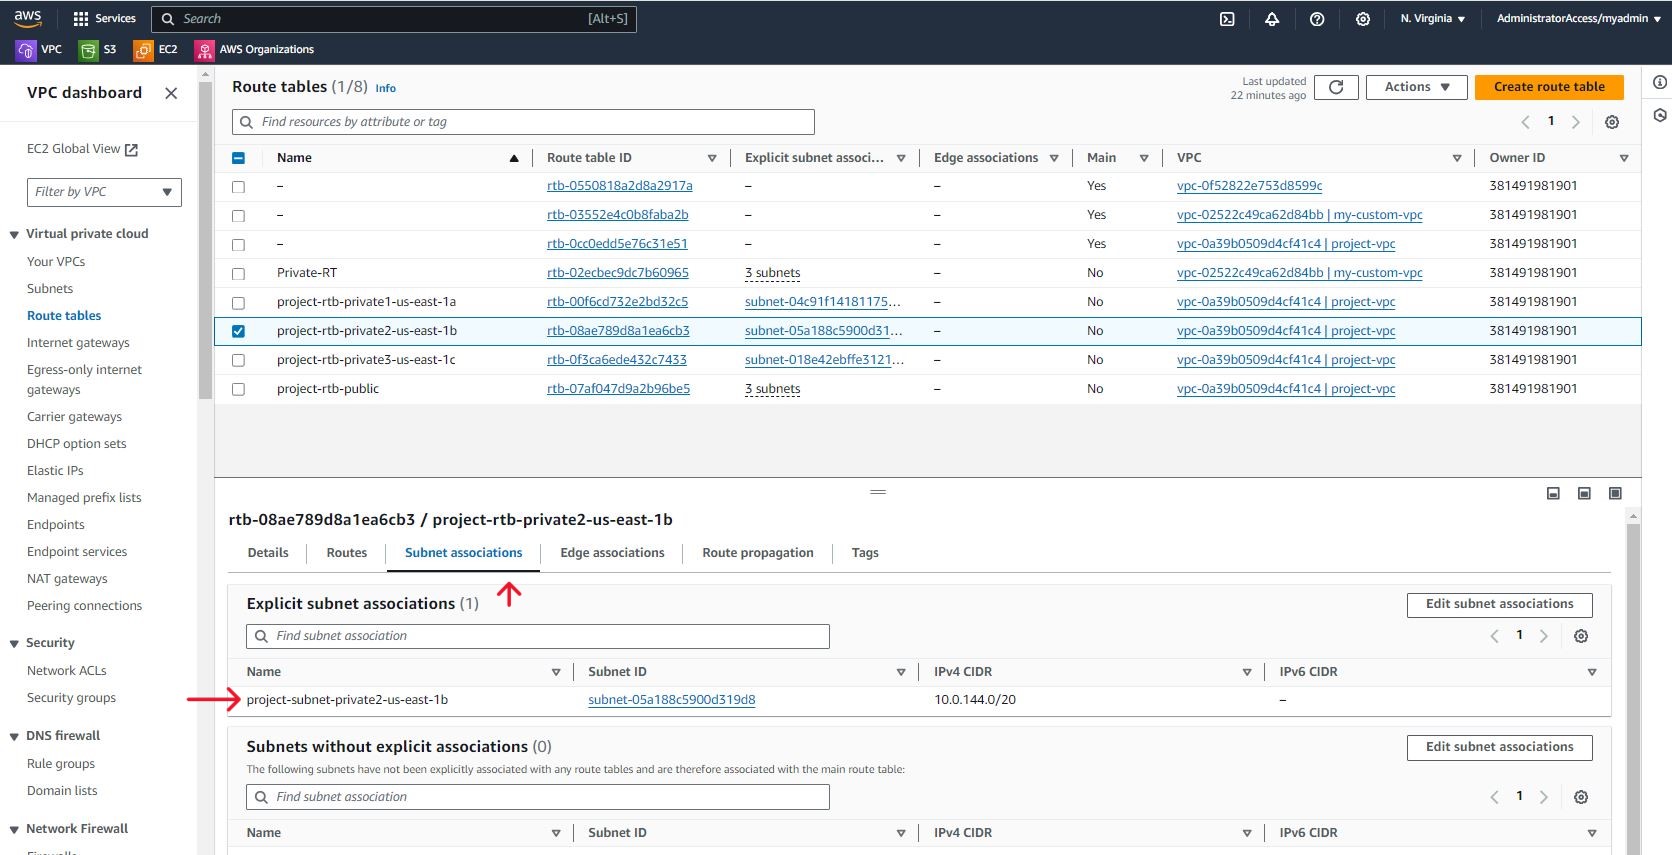 aws Services Search [Alt+S] N. Virginia AdministratorAccess/myadmin
VPC S3 EC2 AWS Organizations
VPC dashboard
EC2 Global View
Filter by VPC
Virtual private cloud
Your VPCs
Subnets
Route tables
Internet gateways
Egress-only internet
gateways
Carrier gateways
DHCP option sets
Elastic IPs
Managed prefix lists
Endpoints
Endpoint services
NAT gateways
Peering connections
Security
Network ACLs
Security groups
DNS firewall
Rule groups
Domain lists
Network Firewall
Firewalls
Route tables (1/8) Info
Last updated
22 minutes ago
Actions
Create route table
Find resources by attribute or tag
1
Name Route table ID Explicit subnet associ... Edge associations Main VPC Owner ID
– rtb-0550818a2d8a2917a – – Yes vpc-0f52822e753d8599c 381491981901
– rtb-03552e4c0b8faba2b – – Yes vpc-02522c49ca62d84bb | my-custom-vpc 381491981901
– rtb-0cc0edd5e76c31e51 – – Yes vpc-0a39b0509d4cf41c4 | project-vpc 381491981901
Private-RT rtb-02ecbec9dc7b60965 3 subnets – No vpc-02522c49ca62d84bb | my-custom-vpc 381491981901
project-rtb-private1-us-east-1a rtb-00f6cd732e2bd32c5 subnet-04c91f14181175... – No vpc-0a39b0509d4cf41c4 | project-vpc 381491981901
project-rtb-private2-us-east-1b rtb-08ae789d8a1ea6cb3 subnet-05a188c5900d31... – No vpc-0a39b0509d4cf41c4 | project-vpc 381491981901
project-rtb-private3-us-east-1c rtb-0f3ca6ede432c7433 subnet-018e42ebffe3121... – No vpc-0a39b0509d4cf41c4 | project-vpc 381491981901
project-rtb-public rtb-07af047d9a2b96be5 3 subnets – No vpc-0a39b0509d4cf41c4 | project-vpc 381491981901
rtb-08ae789d8a1ea6cb3 / project-rtb-private2-us-east-1b
Details Routes Subnet associations Edge associations Route propagation Tags
Explicit subnet associations (1)
Edit subnet associations
Find subnet association
1
Name Subnet ID IPv4 CIDR IPv6 CIDR
project-subnet-private2-us-east-1b subnet-05a188c5900d319d8 10.0.144.0/20 –
Subnets without explicit associations (0)
Edit subnet associations
The following subnets have not been explicitly associated with any route tables and are therefore associated with the main route table:
Find subnet association
1
Name Subnet ID IPv4 CIDR IPv6 CIDR